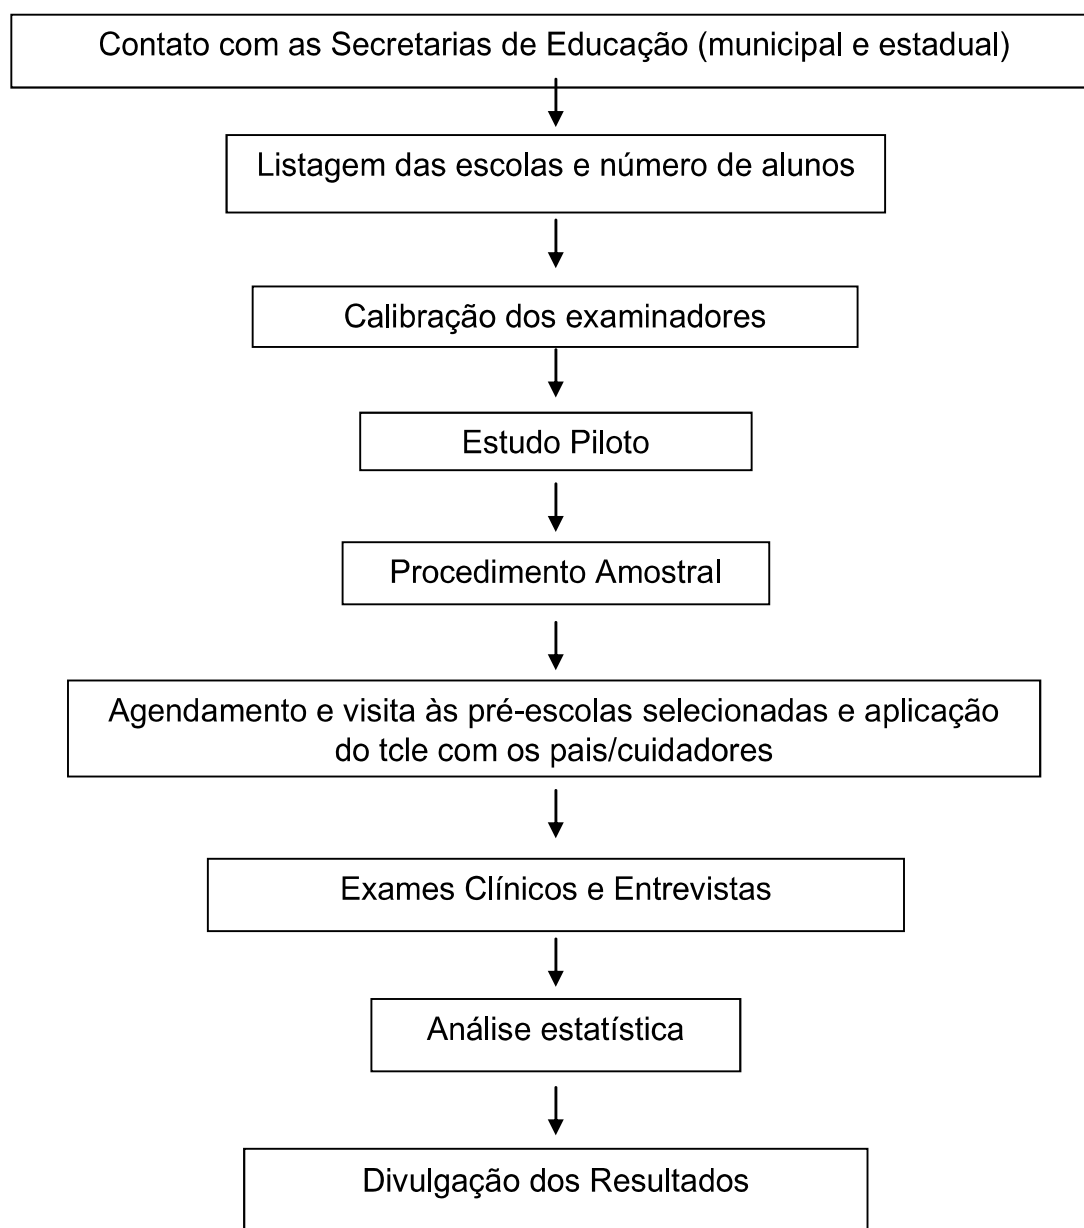 Contato com as Secretarias de Educação (municipal e estadual)
Listagem das escolas e número de alunos
Calibração dos examinadores
Estudo Piloto
Procedimento Amostral
Agendamento e visita às pré-escolas selecionadas e aplicação
do tcle com os pais/cuidadores
Exames Clínicos e Entrevistas
Análise estatística
Divulgação dos Resultados